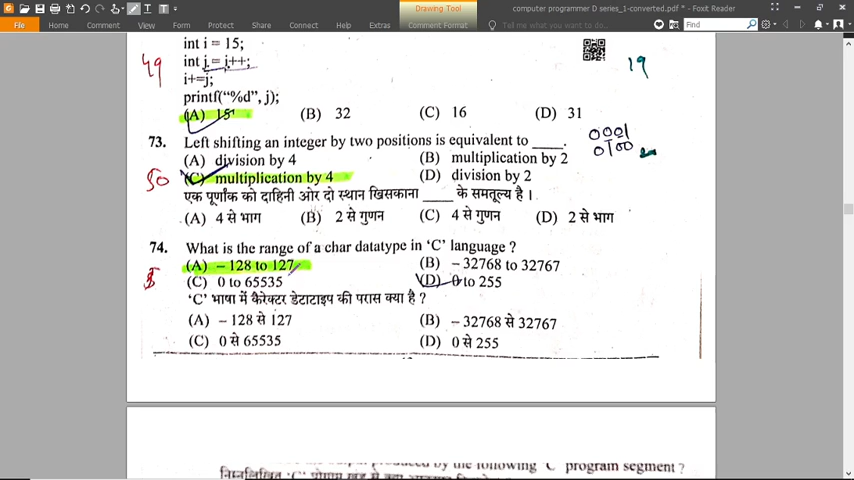 Drawing Tool
computer programmer D series_1-converted.pdf * - Foxit Reader
File Home Comment View Form Protect Share Help Extras Comment Format Tell me what you want to do... Find
int i = 15;
49 int j = i++; 19
i+=j;
printf("%d", j);
(A) 15 (B) 32 (C) 16 (D) 31
73. Left shifting an integer by two positions is equivalent to ____. 0001
(A) division by 4 (B) multiplication by 2 0100
50 (C) multiplication by 4 (D) division by 2
एक पूर्णांक को दाहिनी ओर दो स्थान खिसकाना ____ के समतूल्य है ।
(A) 4 से भाग (B) 2 से गुणन (C) 4 से गुणन (D) 2 से भाग
74. What is the range of a char datatype in 'C' language ?
(A) – 128 to 127 (B) – 32768 to 32767
(C) 0 to 65535 (D) 0 to 255
'C' भाषा में कैरेक्टर डेटाटाइप की परास क्या है ?
(A) – 128 से 127 (B) – 32768 से 32767
(C) 0 से 65535 (D) 0 से 255
by the following 'C' program segment ?